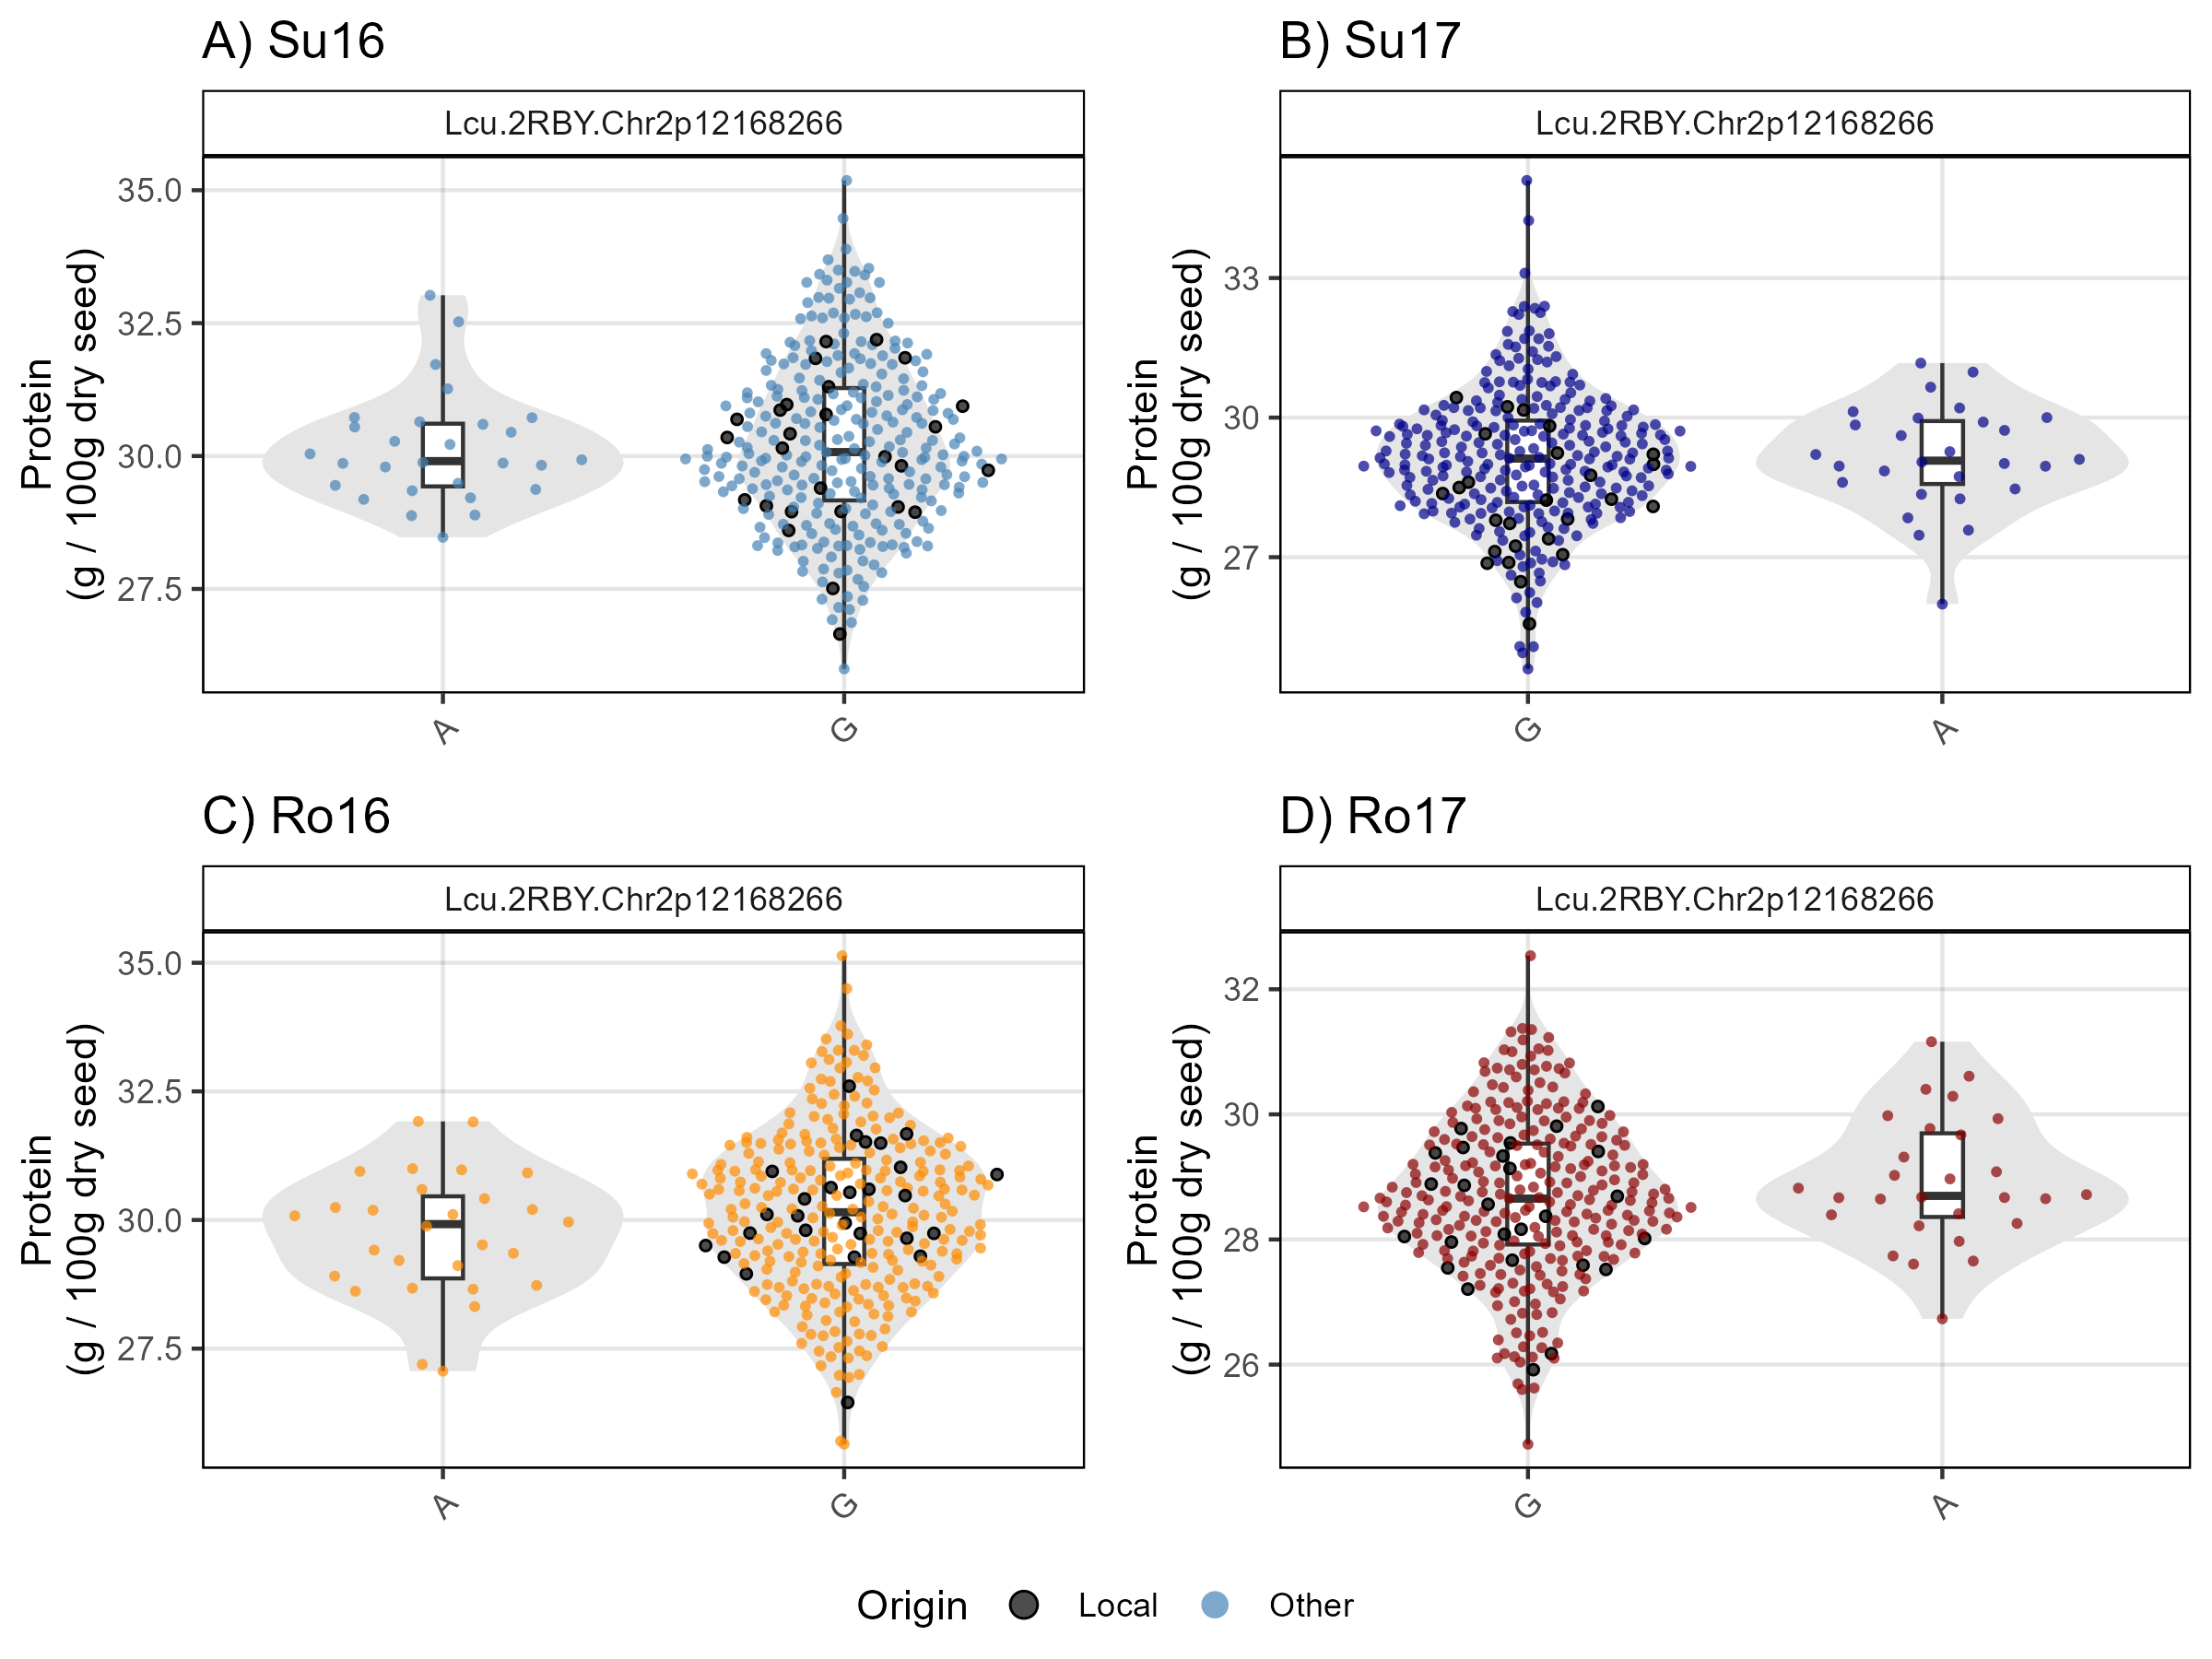 A) Su16
Lcu.2RBY.Chr2p12168266
Protein
(g / 100g dry seed)
35.0
32.5
30.0
27.5
A
G
B) Su17
Lcu.2RBY.Chr2p12168266
Protein
(g / 100g dry seed)
33
30
27
G
A
C) Ro16
Lcu.2RBY.Chr2p12168266
Protein
(g / 100g dry seed)
35.0
32.5
30.0
27.5
A
G
D) Ro17
Lcu.2RBY.Chr2p12168266
Protein
(g / 100g dry seed)
32
30
28
26
G
A
Origin Local Other